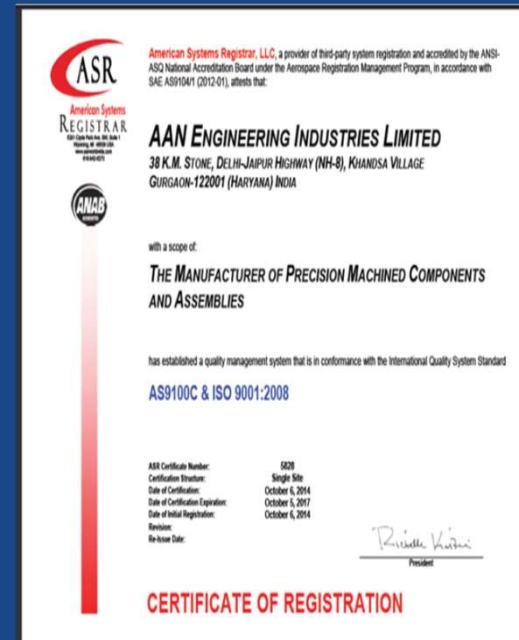 ASR
American Systems
REGISTRAR
American Systems Registrar, LLC, a provider of third-party system registration and accredited by the ANSI-
ASQ National Accreditation Board under the Aerospace Registration Management Program, in accordance with
SAE AS9104/1 (2012-01), attests that:
AAN ENGINEERING INDUSTRIES LIMITED
38 K.M. STONE, DELHI-JAIPUR HIGHWAY (NH-8), KHANDSA VILLAGE
GURGAON-122001 (HARYANA) INDIA
ANAB
with a scope of:
THE MANUFACTURER OF PRECISION MACHINED COMPONENTS
AND ASSEMBLIES
has established a quality management system that is in conformance with the International Quality System Standard
AS9100C & ISO 9001:2008
ASR Certificate Number: 5828
Certification Structure: Single Site
Date of Certification: October 6, 2014
Date of Certification Expiration: October 5, 2017
Date of Initial Registration: October 6, 2014
Revision:
Re-Issue Date:
President
CERTIFICATE OF REGISTRATION